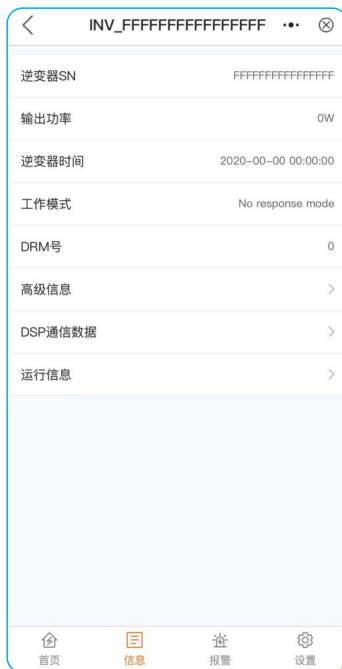 INV_FFFFFFFFFFFFFFFF
逆变器SN FFFFFFFFFFFFFFFF
输出功率 0W
逆变器时间 2020-00-00 00:00:00
工作模式 No response mode
DRM号 0
高级信息
DSP通信数据
运行信息
首页 信息 报警 设置